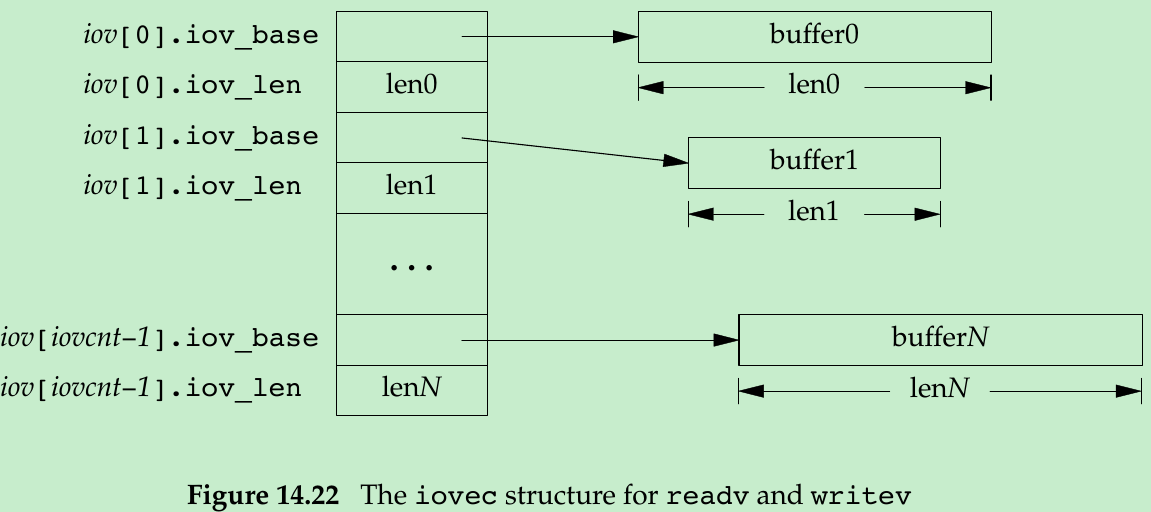 iov[0].iov_base buffer0
iov[0].iov_len len0 len0
iov[1].iov_base buffer1
iov[1].iov_len len1 len1
...
iov[iovcnt–1].iov_base bufferN
iov[iovcnt–1].iov_len lenN lenN
Figure 14.22 The iovec structure for readv and writev